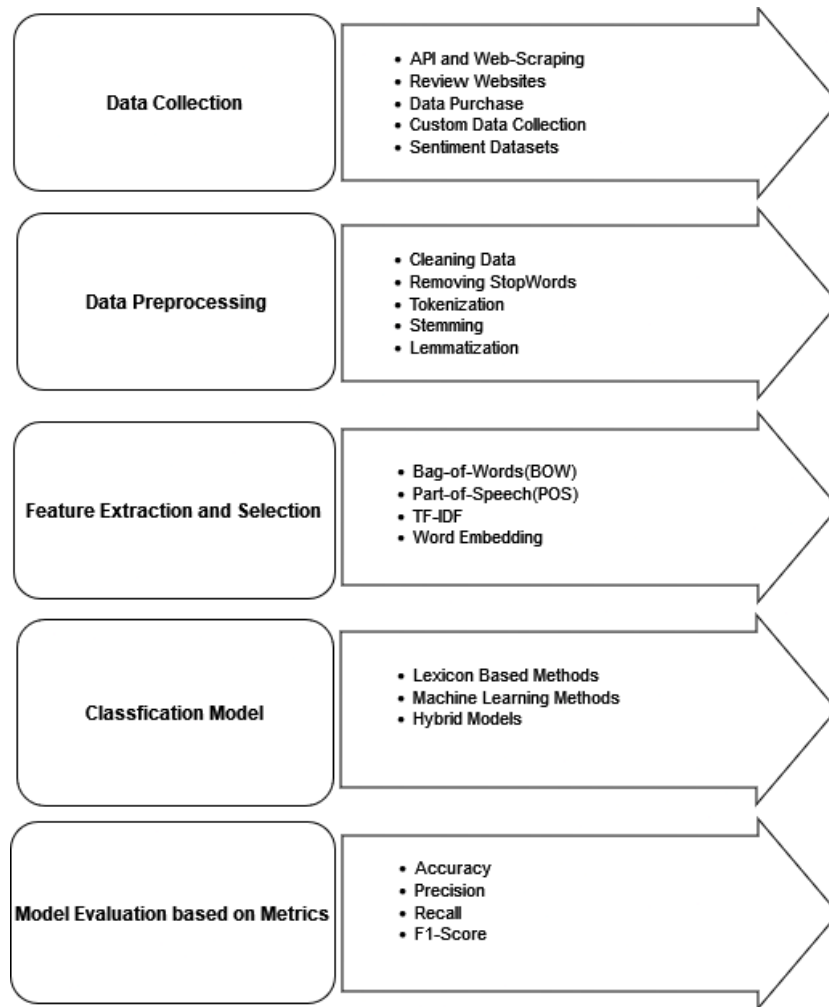 Data Collection
• API and Web-Scraping
• Review Websites
• Data Purchase
• Custom Data Collection
• Sentiment Datasets
Data Preprocessing
• Cleaning Data
• Removing StopWords
• Tokenization
• Stemming
• Lemmatization
Feature Extraction and Selection
• Bag-of-Words(BOW)
• Part-of-Speech(POS)
• TF-IDF
• Word Embedding
Classfication Model
• Lexicon Based Methods
• Machine Learning Methods
• Hybrid Models
Model Evaluation based on Metrics
• Accuracy
• Precision
• Recall
• F1-Score